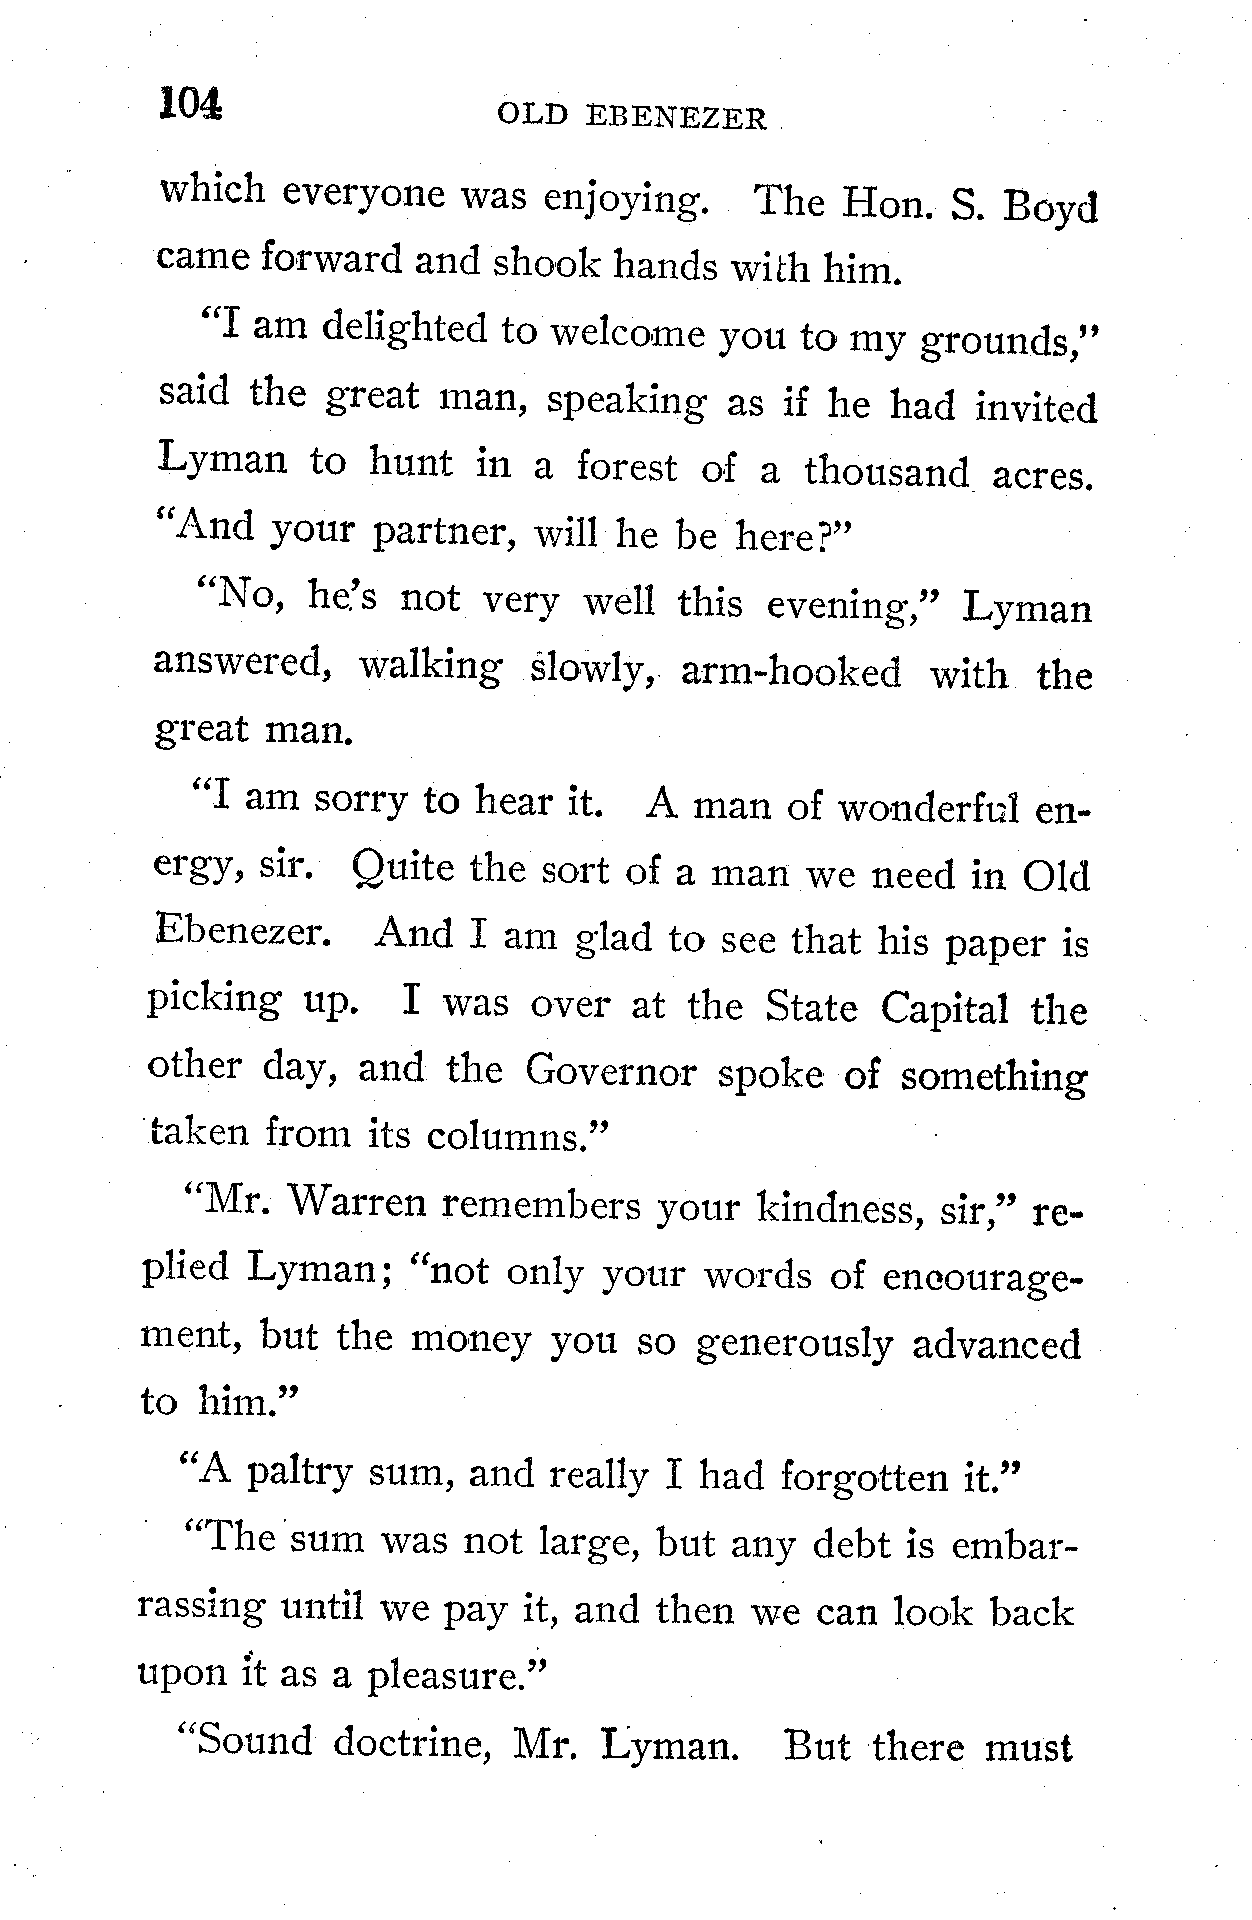 104
OLD EBENEZER
which everyone was enjoying. The Hon. S. Boyd
came forward and shook hands with him.
“I am delighted to welcome you to my grounds,”
said the great man, speaking as if he had invited
Lyman to hunt in a forest of a thousand acres.
“And your partner, will he be here?”
“No, he's not very well this evening,” Lyman
answered, walking slowly, arm-hooked with the
great man.
“I am sorry to hear it. A man of wonderful en-
ergy, sir. Quite the sort of a man we need in Old
Ebenezer. And I am glad to see that his paper is
picking up. I was over at the State Capital the
other day, and the Governor spoke of something
taken from its columns.”
“Mr. Warren remembers your kindness, sir,” re-
plied Lyman; “not only your words of encourage-
ment, but the money you so generously advanced
to him.”
“A paltry sum, and really I had forgotten it.”
“The sum was not large, but any debt is embar-
rassing until we pay it, and then we can look back
upon it as a pleasure.”
“Sound doctrine, Mr. Lyman. But there must